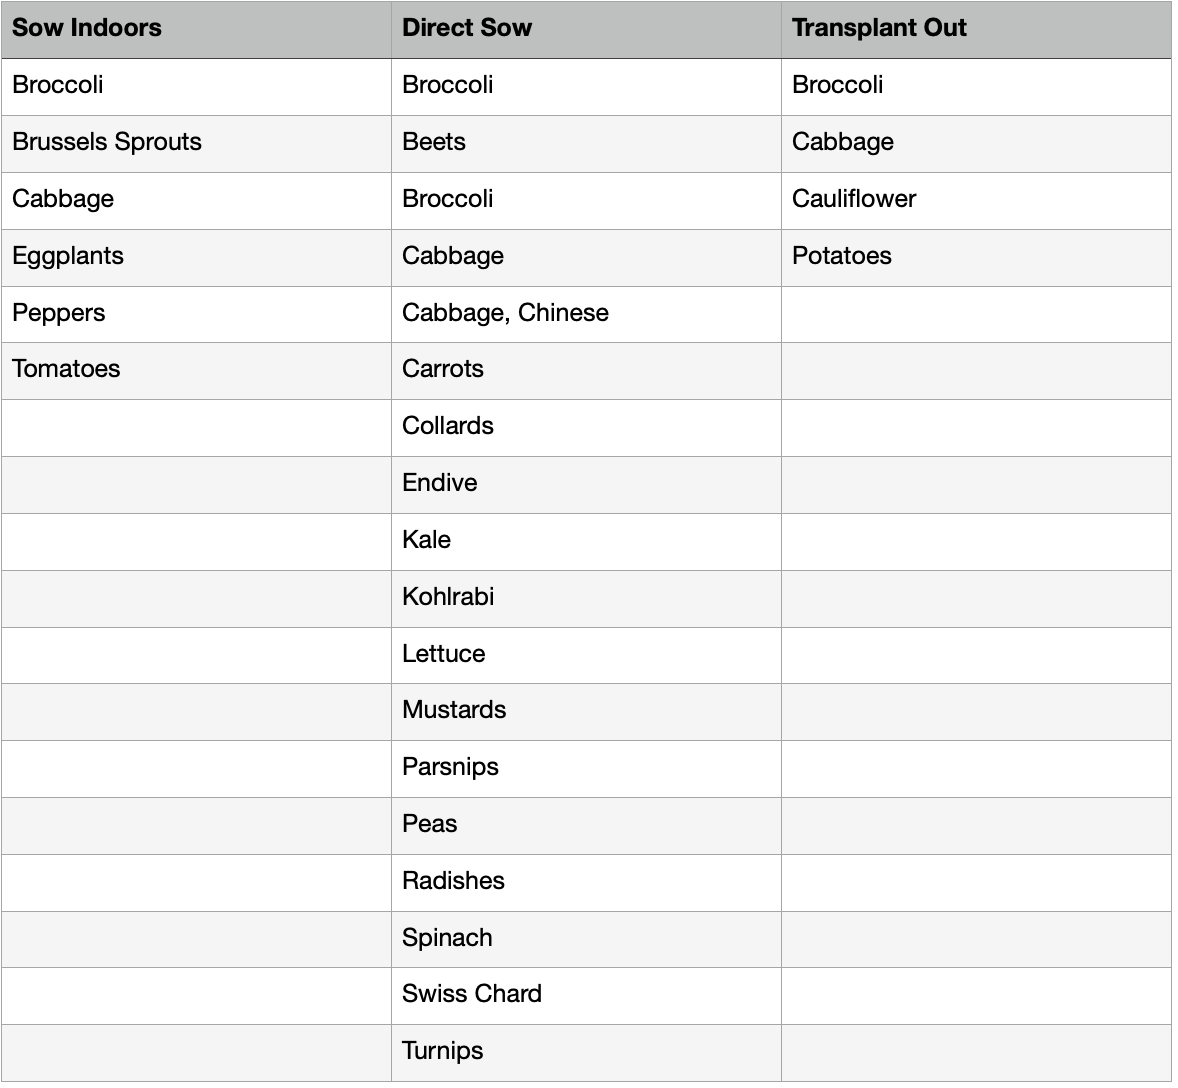 Sow Indoors Direct Sow Transplant Out
Broccoli Broccoli Broccoli
Brussels Sprouts Beets Cabbage
Cabbage Broccoli Cauliflower
Eggplants Cabbage Potatoes
Peppers Cabbage, Chinese
Tomatoes Carrots
Collards
Endive
Kale
Kohlrabi
Lettuce
Mustards
Parsnips
Peas
Radishes
Spinach
Swiss Chard
Turnips